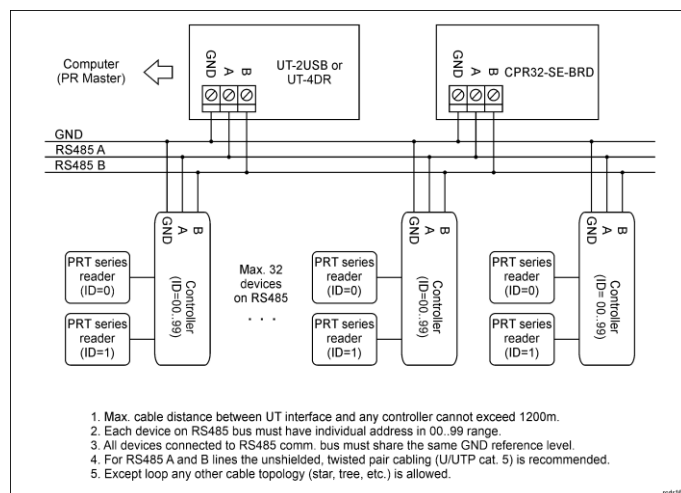 Computer
(PR Master)
GND
A
B
UT-2USB or
UT-4DR
GND
A
B
CPR32-SE-BRD
GND
RS485 A
RS485 B
GND
A
B
Controller
(ID=00..99)
PRT series
reader
(ID=0)
PRT series
reader
(ID=1)
Max. 32
devices
on RS485
. . .
GND
A
B
Controller
(ID=00..99)
PRT series
reader
(ID=0)
PRT series
reader
(ID=1)
GND
A
B
Controller
(ID= 00..99)
PRT series
reader
(ID=0)
PRT series
reader
(ID=1)
1. Max. cable distance between UT interface and any controller cannot exceed 1200m.
2. Each device on RS485 bus must have individual address in 00..99 range.
3. All devices connected to RS485 comm. bus must share the same GND reference level.
4. For RS485 A and B lines the unshielded, twisted pair cabling (U/UTP cat. 5) is recommended.
5. Except loop any other cable topology (star, tree, etc.) is allowed.